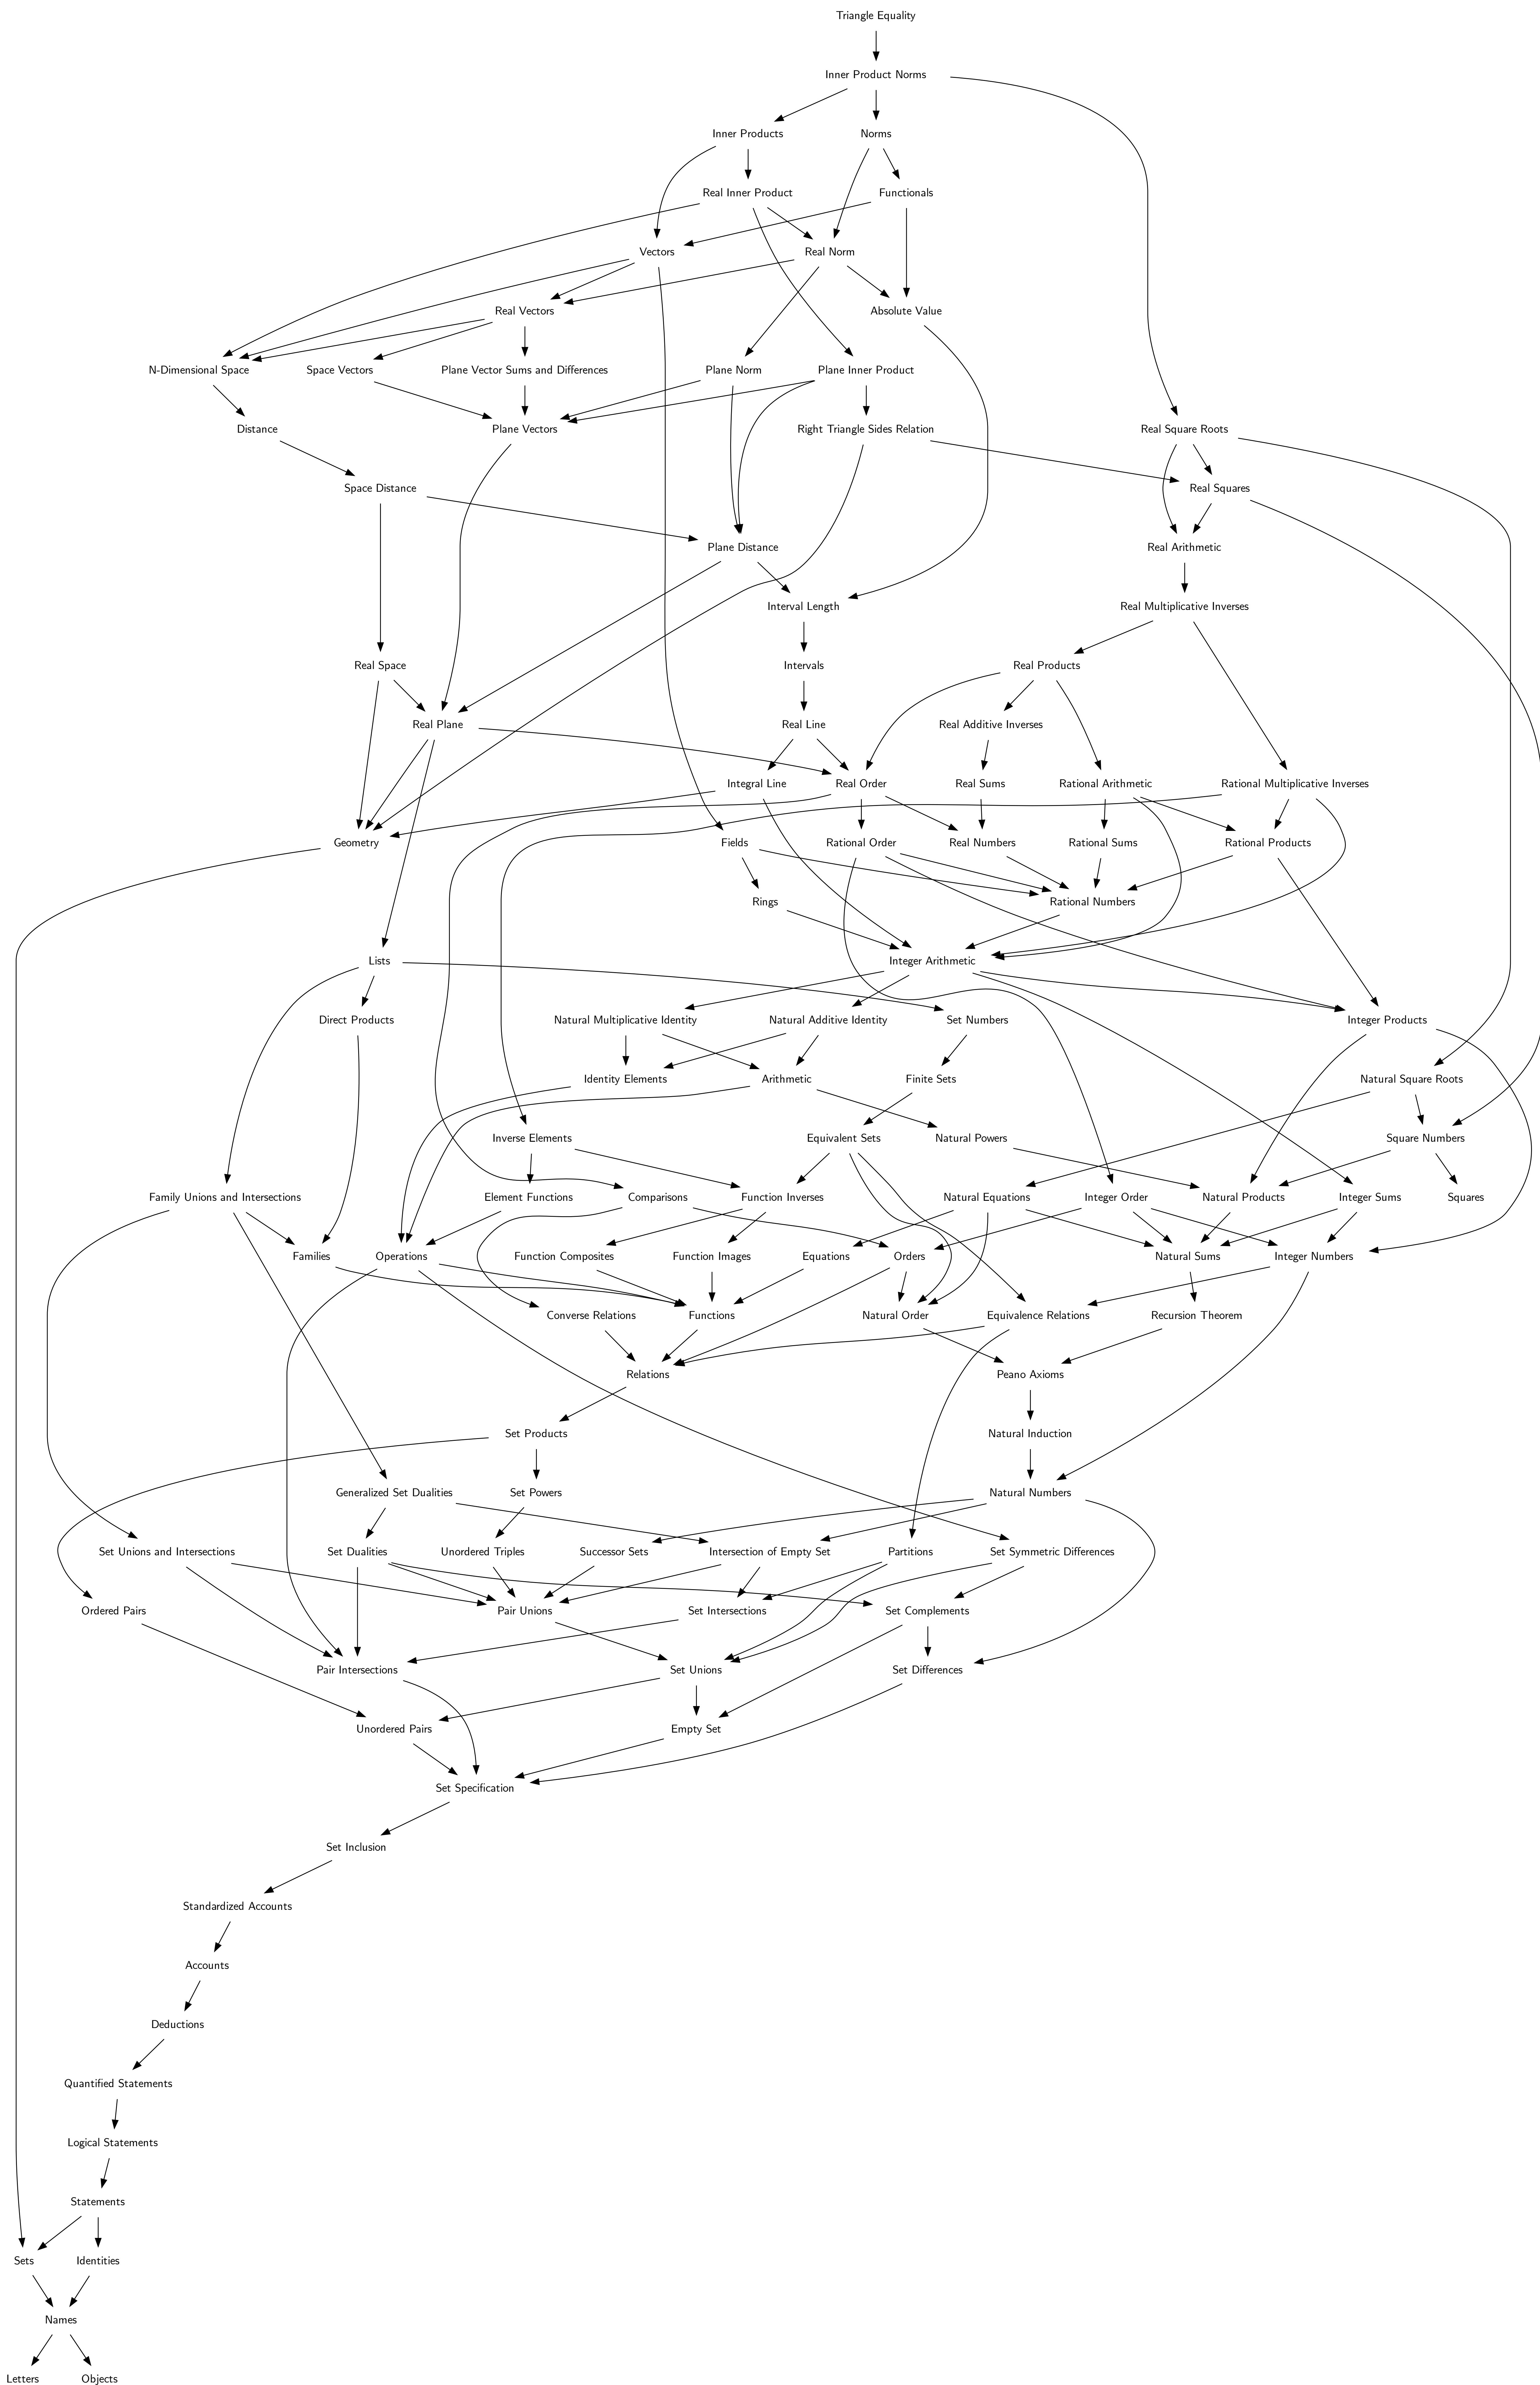 Triangle Equality
Inner Product Norms
Inner Products
Norms
Real Inner Product
Functionals
Vectors
Real Norm
Real Vectors
Absolute Value
N-Dimensional Space
Space Vectors
Plane Vector Sums and Differences
Plane Norm
Plane Inner Product
Distance
Plane Vectors
Right Triangle Sides Relation
Real Square Roots
Space Distance
Real Squares
Plane Distance
Real Arithmetic
Interval Length
Real Multiplicative Inverses
Real Space
Intervals
Real Products
Real Plane
Real Line
Real Additive Inverses
Integral Line
Real Order
Real Sums
Rational Arithmetic
Rational Multiplicative Inverses
Geometry
Fields
Rational Order
Real Numbers
Rational Sums
Rational Products
Rings
Rational Numbers
Lists
Integer Arithmetic
Direct Products
Natural Multiplicative Identity
Natural Additive Identity
Set Numbers
Integer Products
Identity Elements
Arithmetic
Finite Sets
Natural Square Roots
Inverse Elements
Equivalent Sets
Natural Powers
Square Numbers
Family Unions and Intersections
Element Functions
Comparisons
Function Inverses
Natural Equations
Integer Order
Natural Products
Integer Sums
Squares
Families
Operations
Function Composites
Function Images
Equations
Orders
Natural Sums
Integer Numbers
Converse Relations
Functions
Natural Order
Equivalence Relations
Recursion Theorem
Relations
Peano Axioms
Set Products
Natural Induction
Generalized Set Dualities
Set Powers
Natural Numbers
Set Unions and Intersections
Set Dualities
Unordered Triples
Successor Sets
Intersection of Empty Set
Partitions
Set Symmetric Differences
Ordered Pairs
Pair Unions
Set Intersections
Set Complements
Pair Intersections
Set Unions
Set Differences
Unordered Pairs
Empty Set
Set Specification
Set Inclusion
Standardized Accounts
Accounts
Deductions
Quantified Statements
Logical Statements
Statements
Sets
Identities
Names
Letters
Objects